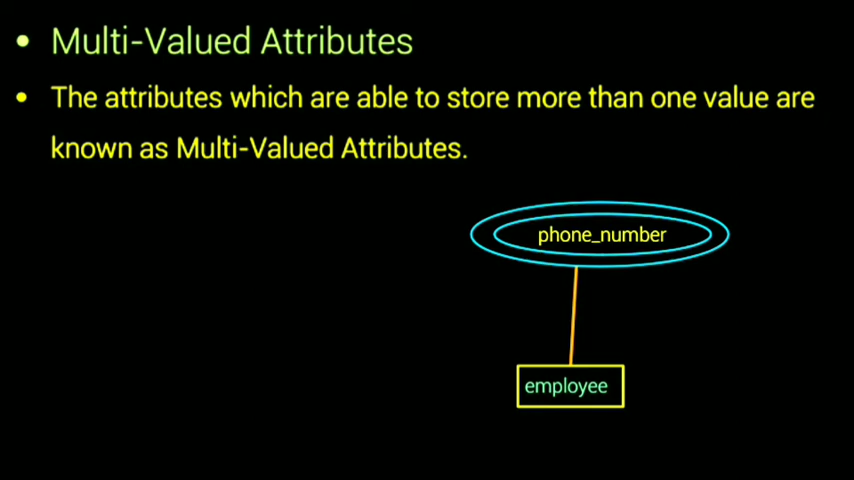 • Multi-Valued Attributes
• The attributes which are able to store more than one value are
known as Multi-Valued Attributes.
phone_number
employee